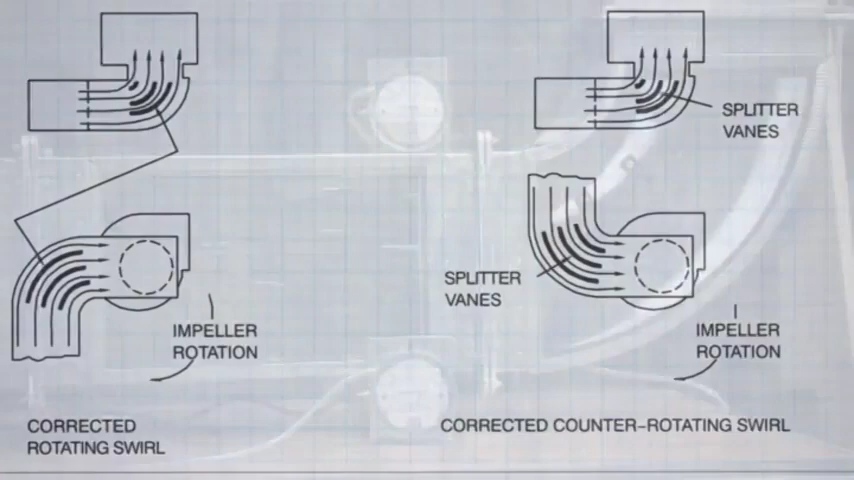 SPLITTER
VANES
SPLITTER
VANES
IMPELLER
ROTATION
IMPELLER
ROTATION
CORRECTED
ROTATING SWIRL
CORRECTED COUNTER-ROTATING SWIRL